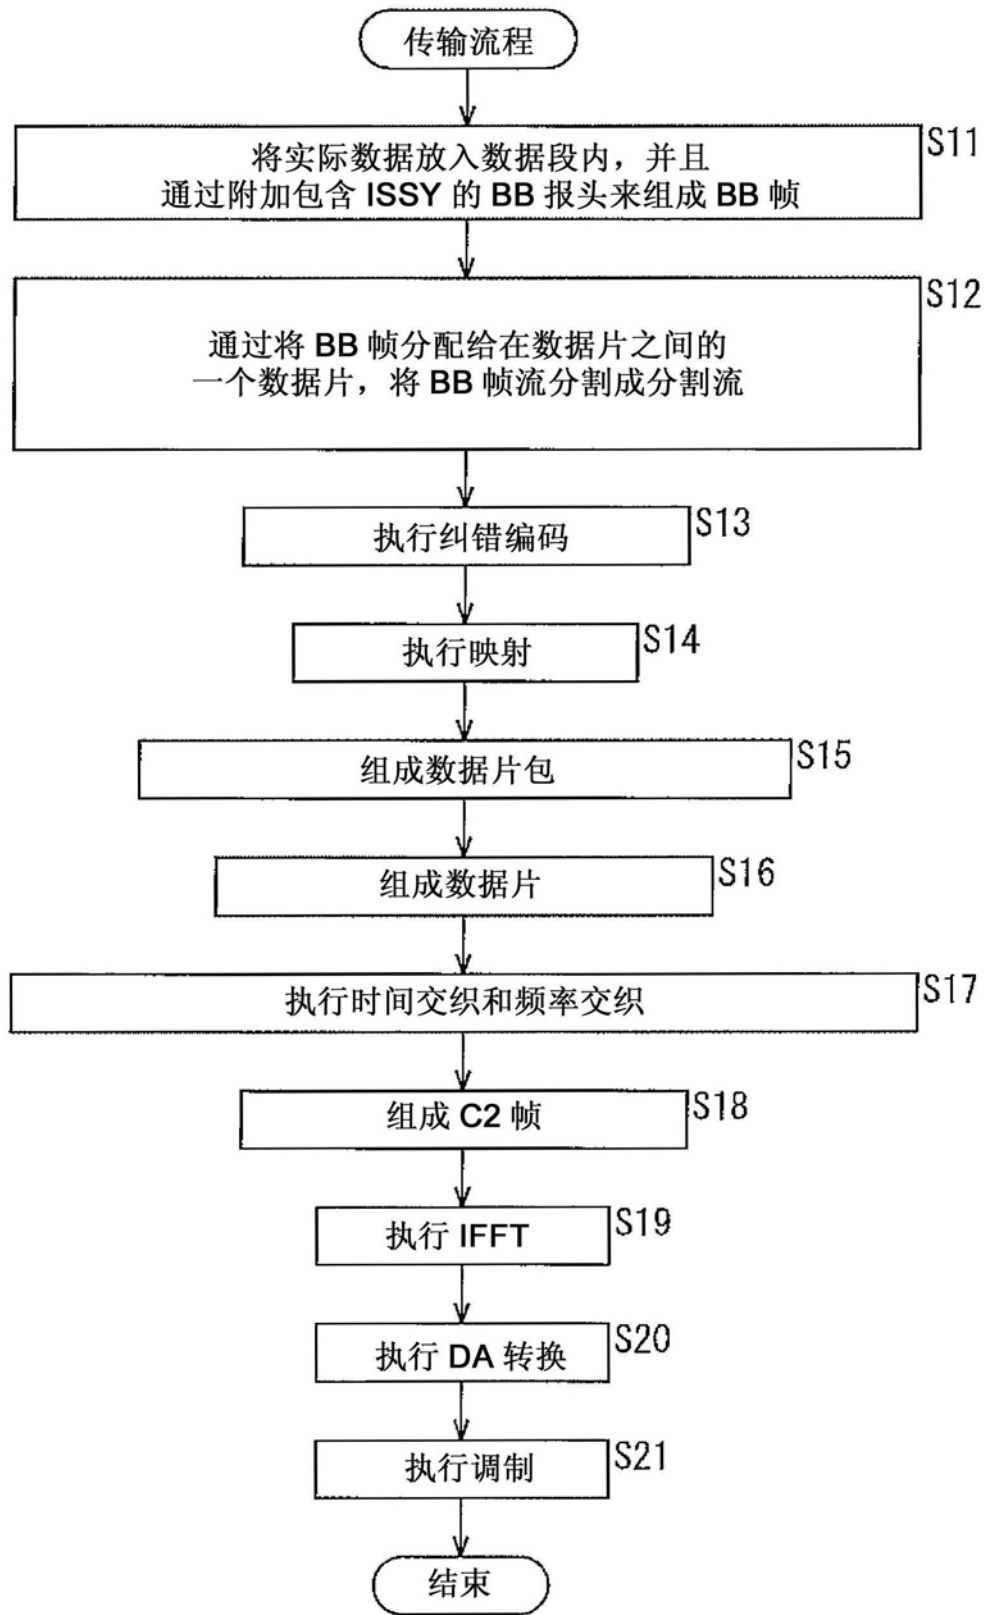 传输流程
S11
将实际数据放入数据段内，并且
通过附加包含 ISSY 的 BB 报头来组成 BB 帧
S12
通过将 BB 帧分配给在数据片之间的
一个数据片，将 BB 帧流分割成分割流
S13
执行纠错编码
S14
执行映射
S15
组成数据片包
S16
组成数据片
S17
执行时间交织和频率交织
S18
组成 C2 帧
S19
执行 IFFT
S20
执行 DA 转换
S21
执行调制
结束